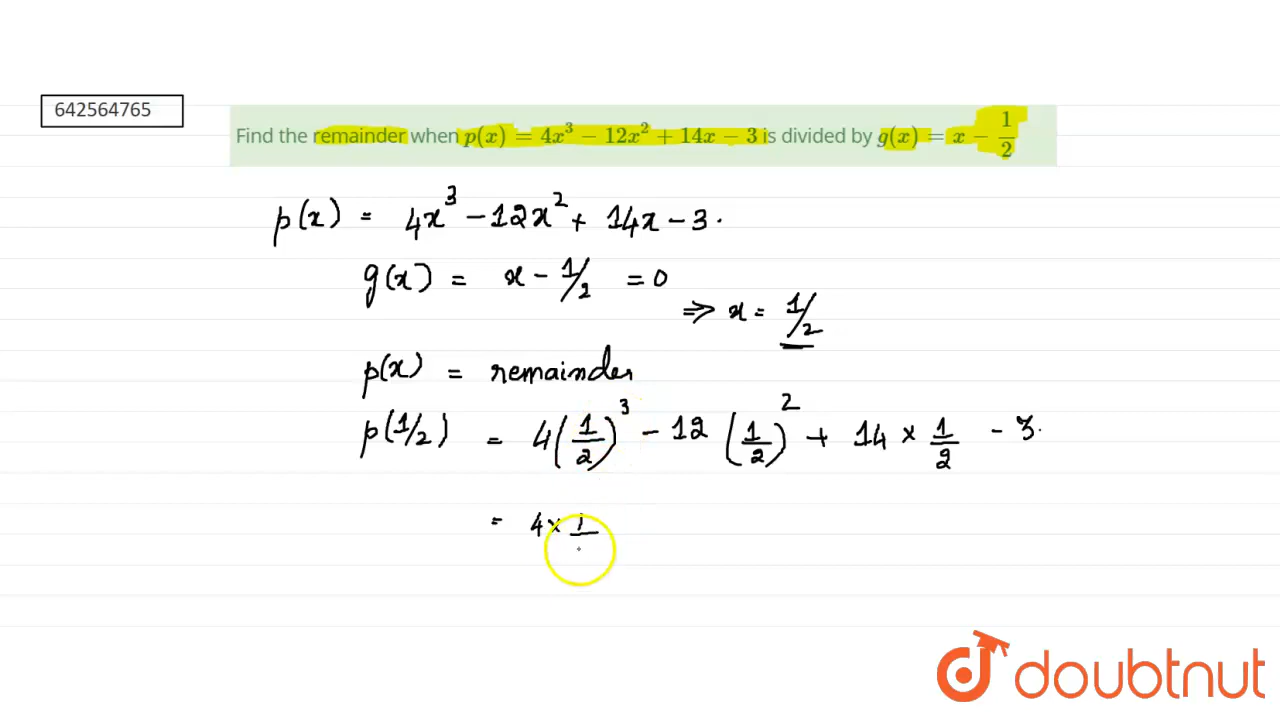 642564765
Find the remainder when p(x) = 4x³ − 12x² + 14x − 3 is divided by g(x) = x − 1/2
p(x) = 4x³ − 12x² + 14x − 3.
g(x) = x − 1/2 = 0
⇒ x = 1/2
p(x) = remainder
p(1/2) = 4(1/2)³ − 12(1/2)² + 14 × 1/2 − 3.
= 4 × 1
doubtnut